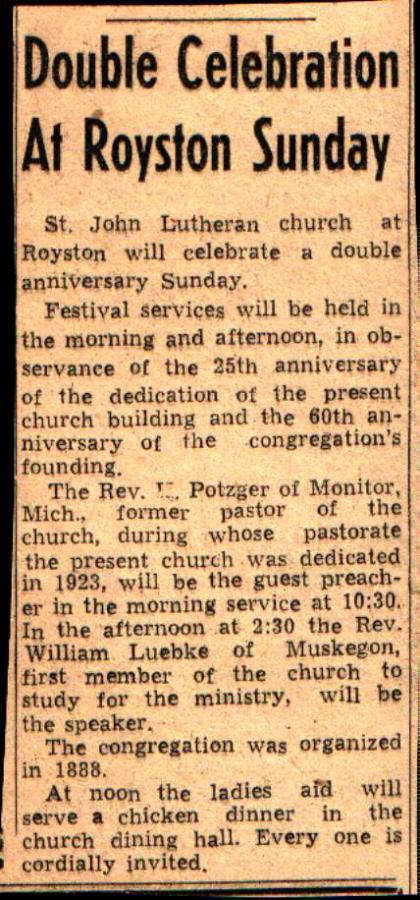 Double Celebration
At Royston Sunday
St. John Lutheran church at
Royston will celebrate a double
anniversary Sunday.
Festival services will be held in
the morning and afternoon, in ob-
servance of the 25th anniversary
of the dedication of the present
church building and the 60th an-
niversary of the congregation's
founding.
The Rev. Potzger of Monitor,
Mich., former pastor of the
church, during whose pastorate
the present church was dedicated
in 1923, will be the guest preach-
er in the morning service at 10:30.
In the afternoon at 2:30 the Rev.
William Luebke of Muskegon,
first member of the church to
study for the ministry, will be
the speaker.
The congregation was organized
in 1888.
At noon the ladies aid will
serve a chicken dinner in the
church dining hall. Every one is
cordially invited.